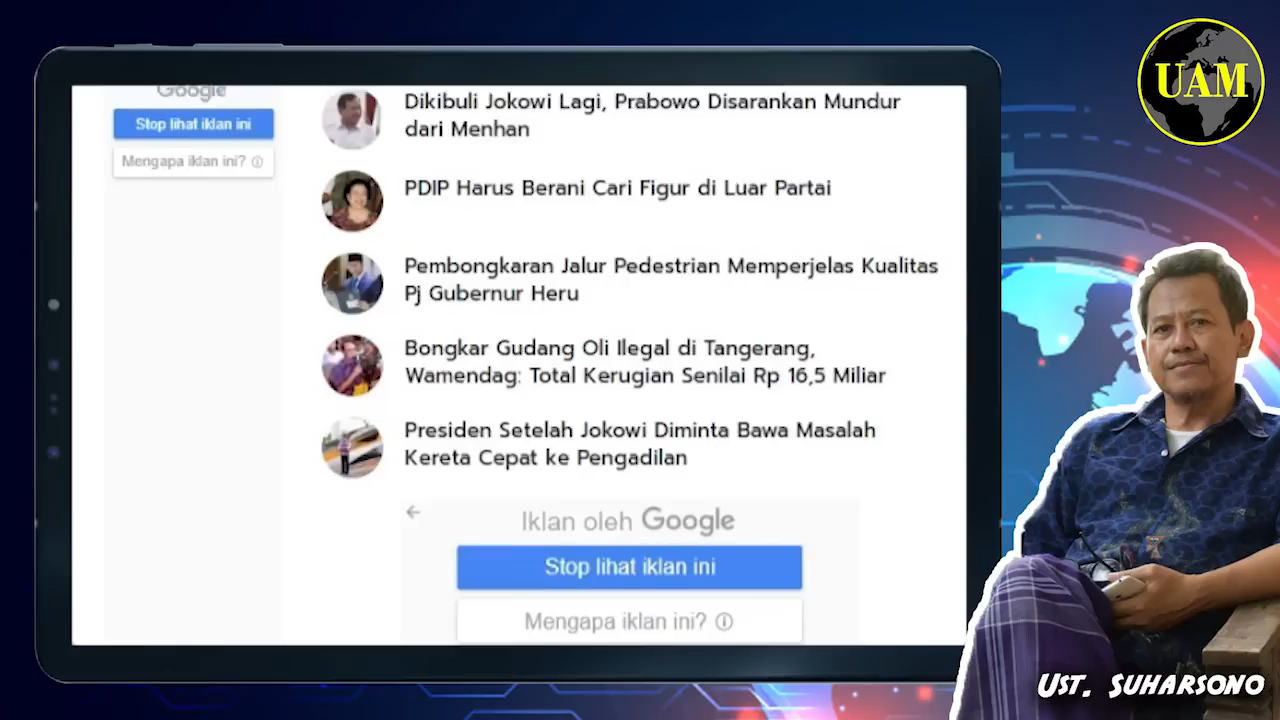 UAM
Google
Stop lihat iklan ini
Mengapa iklan ini?
Dikibuli Jokowi Lagi, Prabowo Disarankan Mundur
dari Menhan
PDIP Harus Berani Cari Figur di Luar Partai
Pembongkaran Jalur Pedestrian Memperjelas Kualitas
Pj Gubernur Heru
Bongkar Gudang Oli Ilegal di Tangerang,
Wamendag: Total Kerugian Senilai Rp 16,5 Miliar
Presiden Setelah Jokowi Diminta Bawa Masalah
Kereta Cepat ke Pengadilan
Iklan oleh Google
Stop lihat iklan ini
Mengapa iklan ini?
Ust. Suharsono